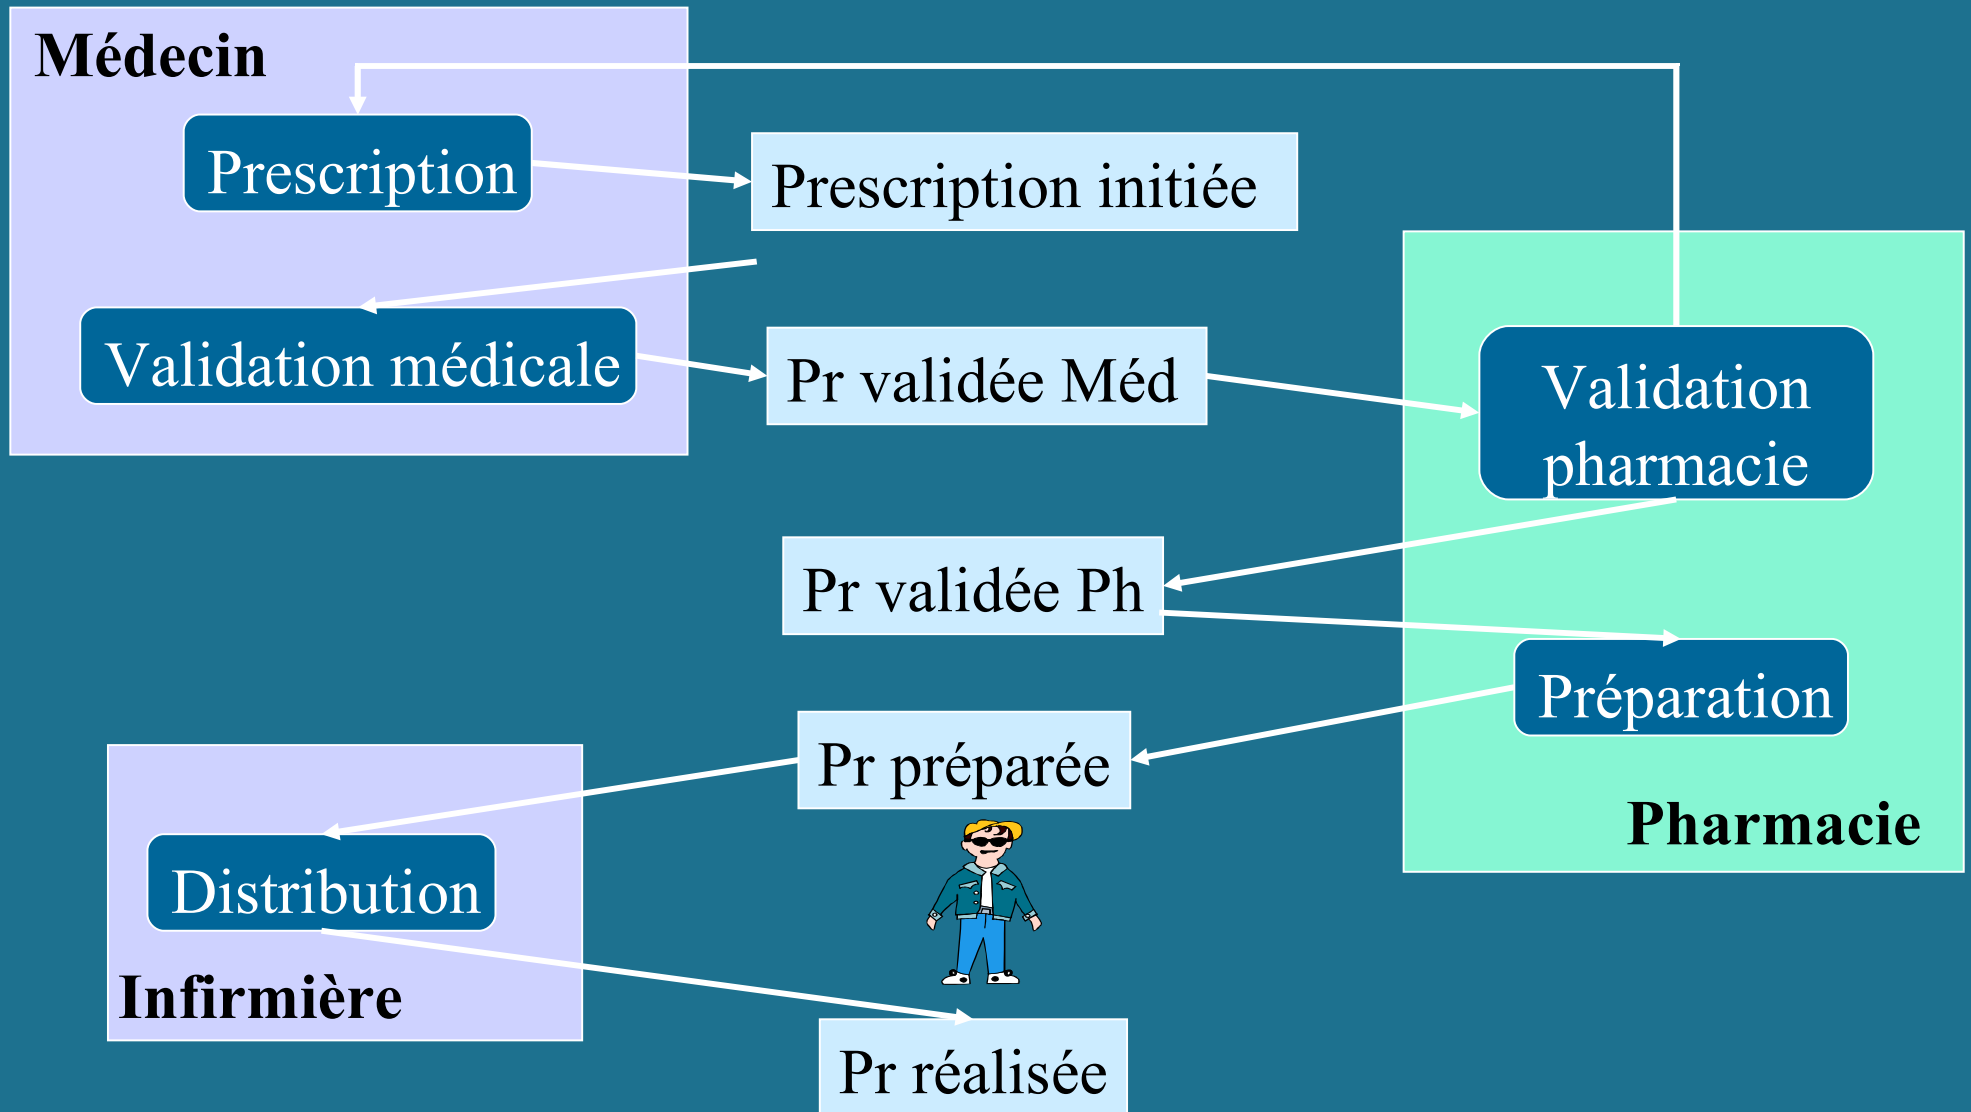 Médecin
Prescription
Prescription initiée
Validation médicale
Pr validée Méd
Validation
pharmacie
Pr validée Ph
Préparation
Pr préparée
Pharmacie
Distribution
Infirmière
Pr réalisée